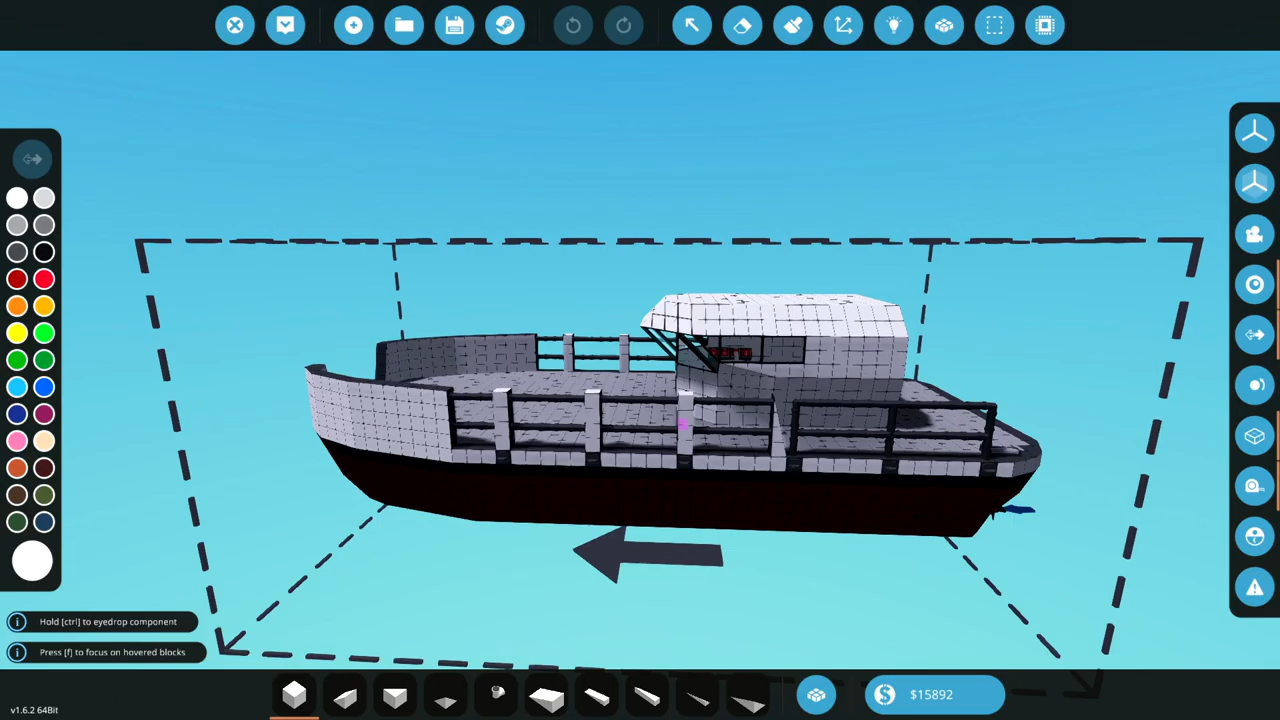 Hold [ctrl] to eyedrop component
Press [f] to focus on hovered blocks
v1.6.2 64Bit
$15892